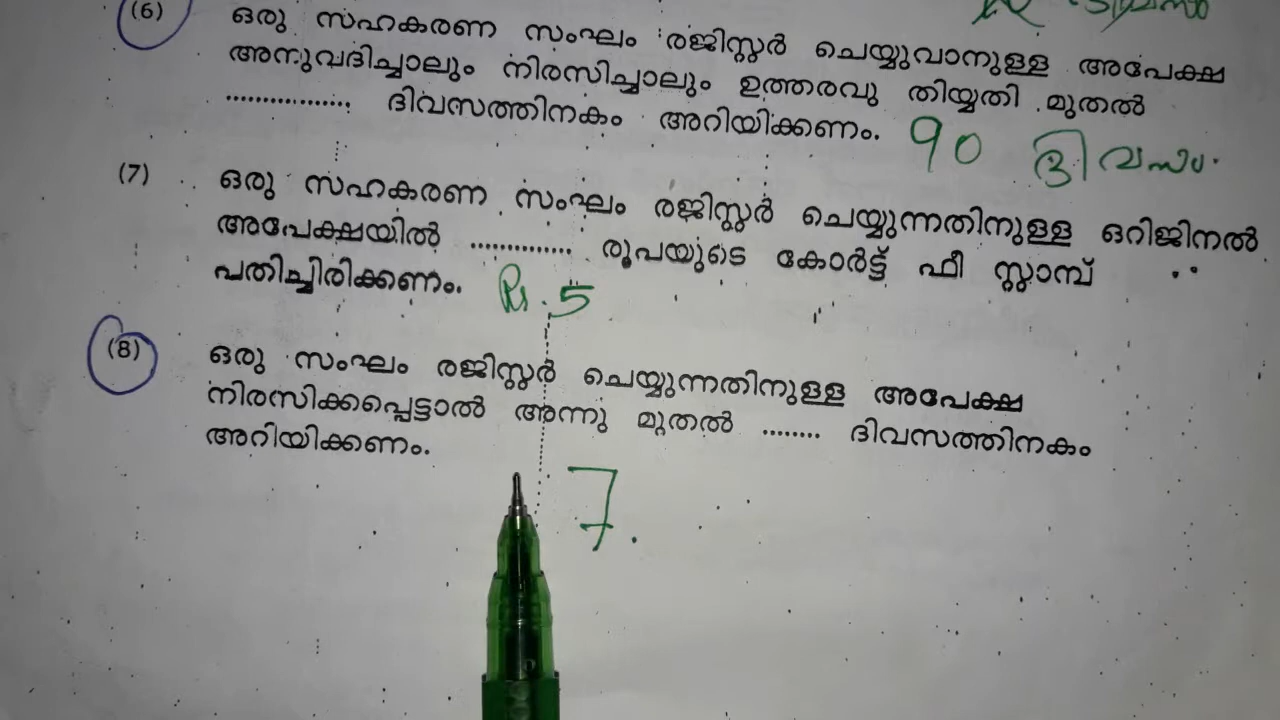 (6) ഒരു സഹകരണ സംഘം രജിസ്റ്റർ ചെയ്യുവാനുള്ള അപേക്ഷ
അനുവദിച്ചാലും നിരസിച്ചാലും ഉത്തരവു തിയ്യതി മുതൽ
................. ദിവസത്തിനകം അറിയിക്കണം. 90 ദിവസം.
(7) ഒരു സഹകരണ സംഘം രജിസ്റ്റർ ചെയ്യുന്നതിനുള്ള ഒറിജിനൽ
അപേക്ഷയിൽ .............. രൂപയുടെ കോർട്ട് ഫീ സ്റ്റാമ്പ്
പതിച്ചിരിക്കണം. Rs. 5
(8) ഒരു സംഘം രജിസ്റ്റർ ചെയ്യുന്നതിനുള്ള അപേക്ഷ
നിരസിക്കപ്പെട്ടാൽ അന്നു മുതൽ ........ ദിവസത്തിനകം
അറിയിക്കണം.
7.